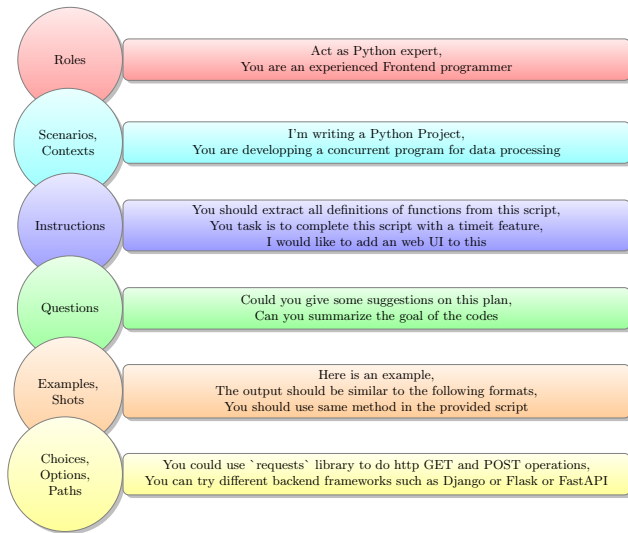 Roles
Act as Python expert,
You are an experienced Frontend programmer
Scenarios,
Contexts
I'm writing a Python Project,
You are developping a concurrent program for data processing
Instructions
You should extract all definitions of functions from this script,
You task is to complete this script with a timeit feature,
I would like to add an web UI to this
Questions
Could you give some suggestions on this plan,
Can you summarize the goal of the codes
Examples,
Shots
Here is an example,
The output should be similar to the following formats,
You should use same method in the provided script
Choices,
Options,
Paths
You could use `requests` library to do http GET and POST operations,
You can try different backend frameworks such as Django or Flask or FastAPI